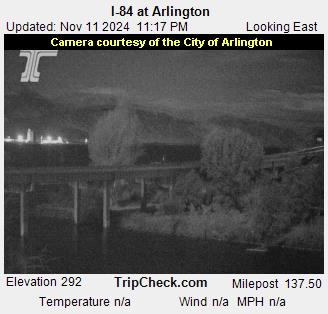 I-84 at Arlington
Updated: Nov 11 2024 11:17 PM Looking East
Camera courtesy of the City of Arlington
Elevation 292 TripCheck.com Milepost 137.50
Temperature n/a Wind n/a MPH n/a